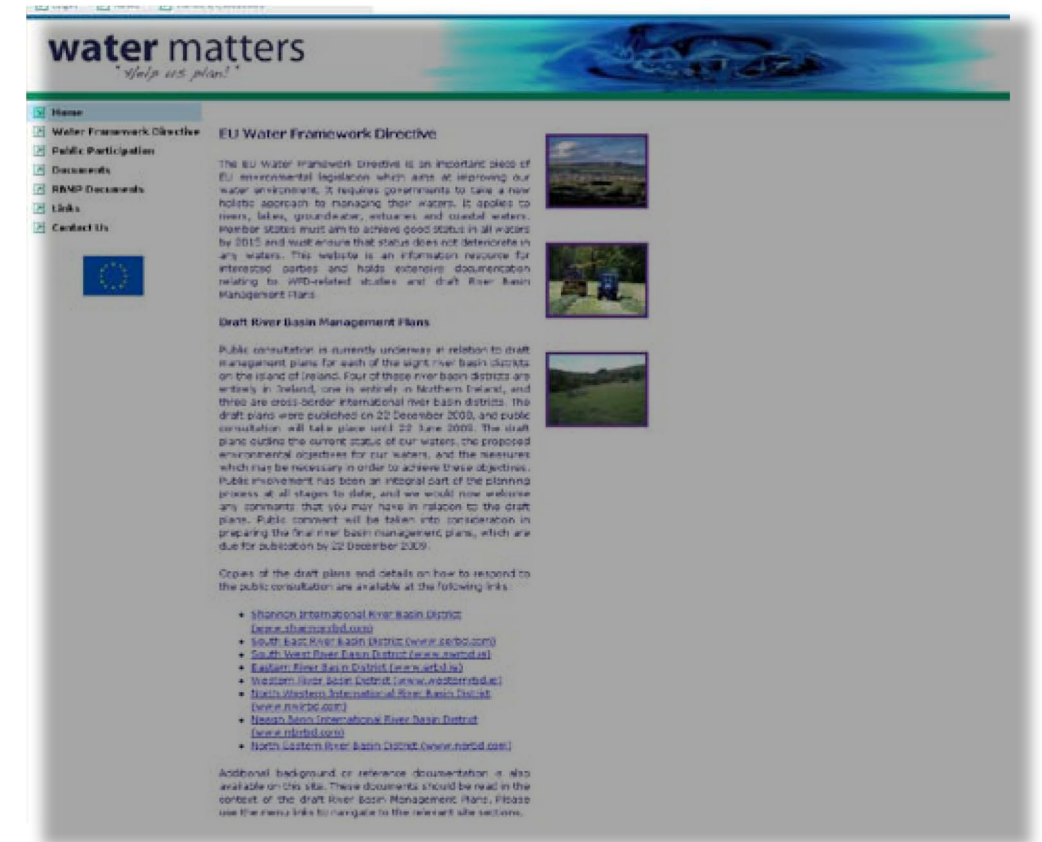 water matters
"Help us plan!"
Home
Water Framework Directive
Public Participation
Documents
RBMP Documents
Links
Contact Us
EU Water Framework Directive
The EU Water Framework Directive is an important piece of
EU environmental legislation which aims at improving our
water environment. It requires governments to take a new
holistic approach to managing their waters. It applies to
rivers, lakes, groundwater, estuaries and coastal waters.
Member States must aim to achieve good status in all waters
by 2015 and must ensure that status does not deteriorate in
any waters. This website is an information resource for
interested parties and holds extensive documentation
relating to WFD-related studies and draft River Basin
Management Plans.
Draft River Basin Management Plans
Public consultation is currently underway in relation to draft
management plans for each of the eight river basin districts
on the island of Ireland. Four of these river basin districts are
entirely in Ireland, one is entirely in Northern Ireland, and
three are cross-border international river basin districts. The
draft plans were published on 22 December 2008, and public
consultation will take place until 22 June 2009. The draft
plans outline the current status of our waters, the proposed
environmental objectives for our waters, and the measures
which may be necessary in order to achieve these objectives.
Public involvement has been an integral part of the planning
process at all stages to date, and we would now welcome
any comments that you may have in relation to the draft
plans. Public comment will be taken into consideration in
preparing the final river basin management plans, which are
due for publication by 22 December 2009.
Copies of the draft plans and details on how to respond to
the public consultation are available at the following links
Shannon International River Basin District
(www.shannonrbd.com)
South East River Basin District (www.serbd.com)
South West River Basin District (www.swrbd.ie)
Eastern River Basin District (www.erbd.ie)
Western River Basin District (www.westernrbd.ie)
North Western International River Basin District
(www.nwirbd.com)
Neagh Bann International River Basin District
(www.nbirbd.com)
North Eastern River Basin District (www.nerbd.com)
Additional background or reference documentation is also
available on this site. These documents should be read in the
context of the draft River Basin Management Plans. Please
use the menu links to navigate to the relevant site sections.